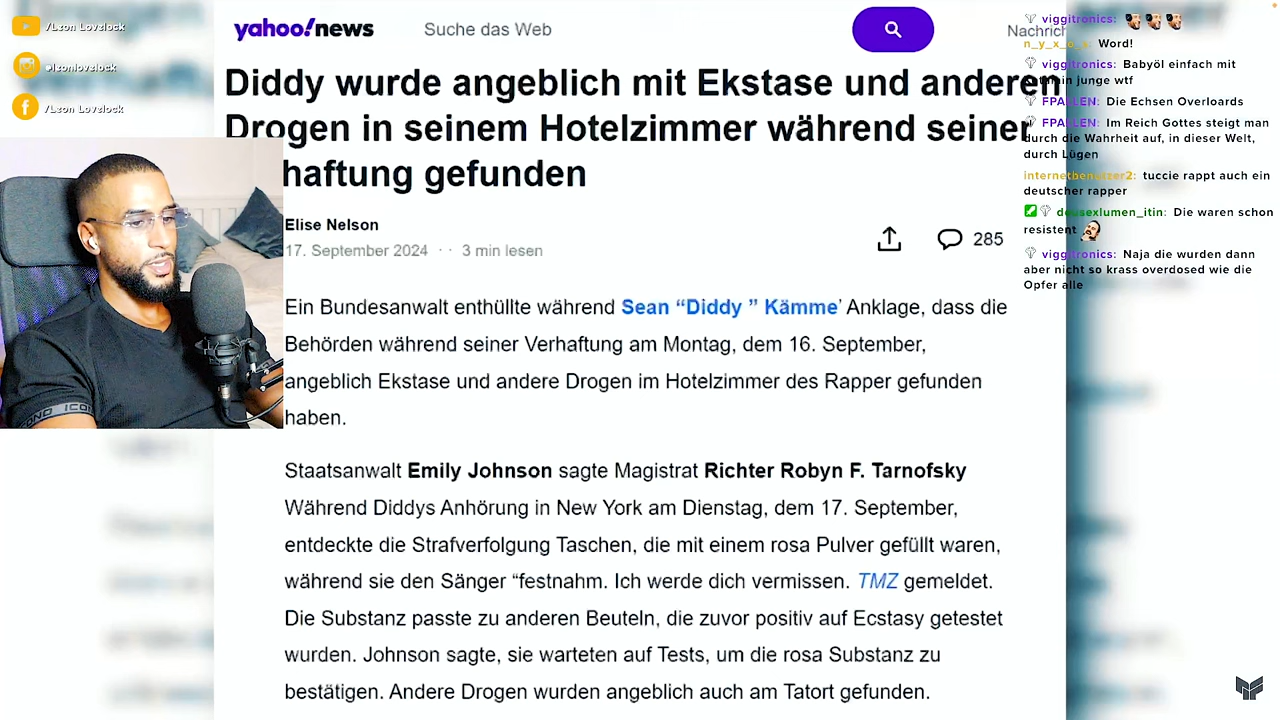 /Leon Lovelock
@leonlovelock
/Leon Lovelock
yahoo!news
Suche das Web
Nachrich
Diddy wurde angeblich mit Ekstase und anderen
Drogen in seinem Hotelzimmer während seiner
haftung gefunden
Elise Nelson
17. September 2024 · · 3 min lesen
285
Ein Bundesanwalt enthüllte während Sean “Diddy ” Kämme’ Anklage, dass die
Behörden während seiner Verhaftung am Montag, dem 16. September,
angeblich Ekstase und andere Drogen im Hotelzimmer des Rapper gefunden
haben.
Staatsanwalt Emily Johnson sagte Magistrat Richter Robyn F. Tarnofsky
Während Diddys Anhörung in New York am Dienstag, dem 17. September,
entdeckte die Strafverfolgung Taschen, die mit einem rosa Pulver gefüllt waren,
während sie den Sänger “festnahm. Ich werde dich vermissen. TMZ gemeldet.
Die Substanz passte zu anderen Beuteln, die zuvor positiv auf Ecstasy getestet
wurden. Johnson sagte, sie warteten auf Tests, um die rosa Substanz zu
bestätigen. Andere Drogen wurden angeblich auch am Tatort gefunden.
viggitronics:
Word!
viggitronics: Babyöl einfach mit
junge wtf
FPAALEN: Die Echsen Overloards
FPAALEN: Im Reich Gottes steigt man
durch die Wahrheit auf, in dieser Welt,
durch Lügen
internetbenutzer2: tuccie rappt auch ein
deutscher rapper
deusexlumen_itin: Die waren schon
resistent
viggitronics: Naja die wurden dann
aber nicht so krass overdosed wie die
Opfer alle